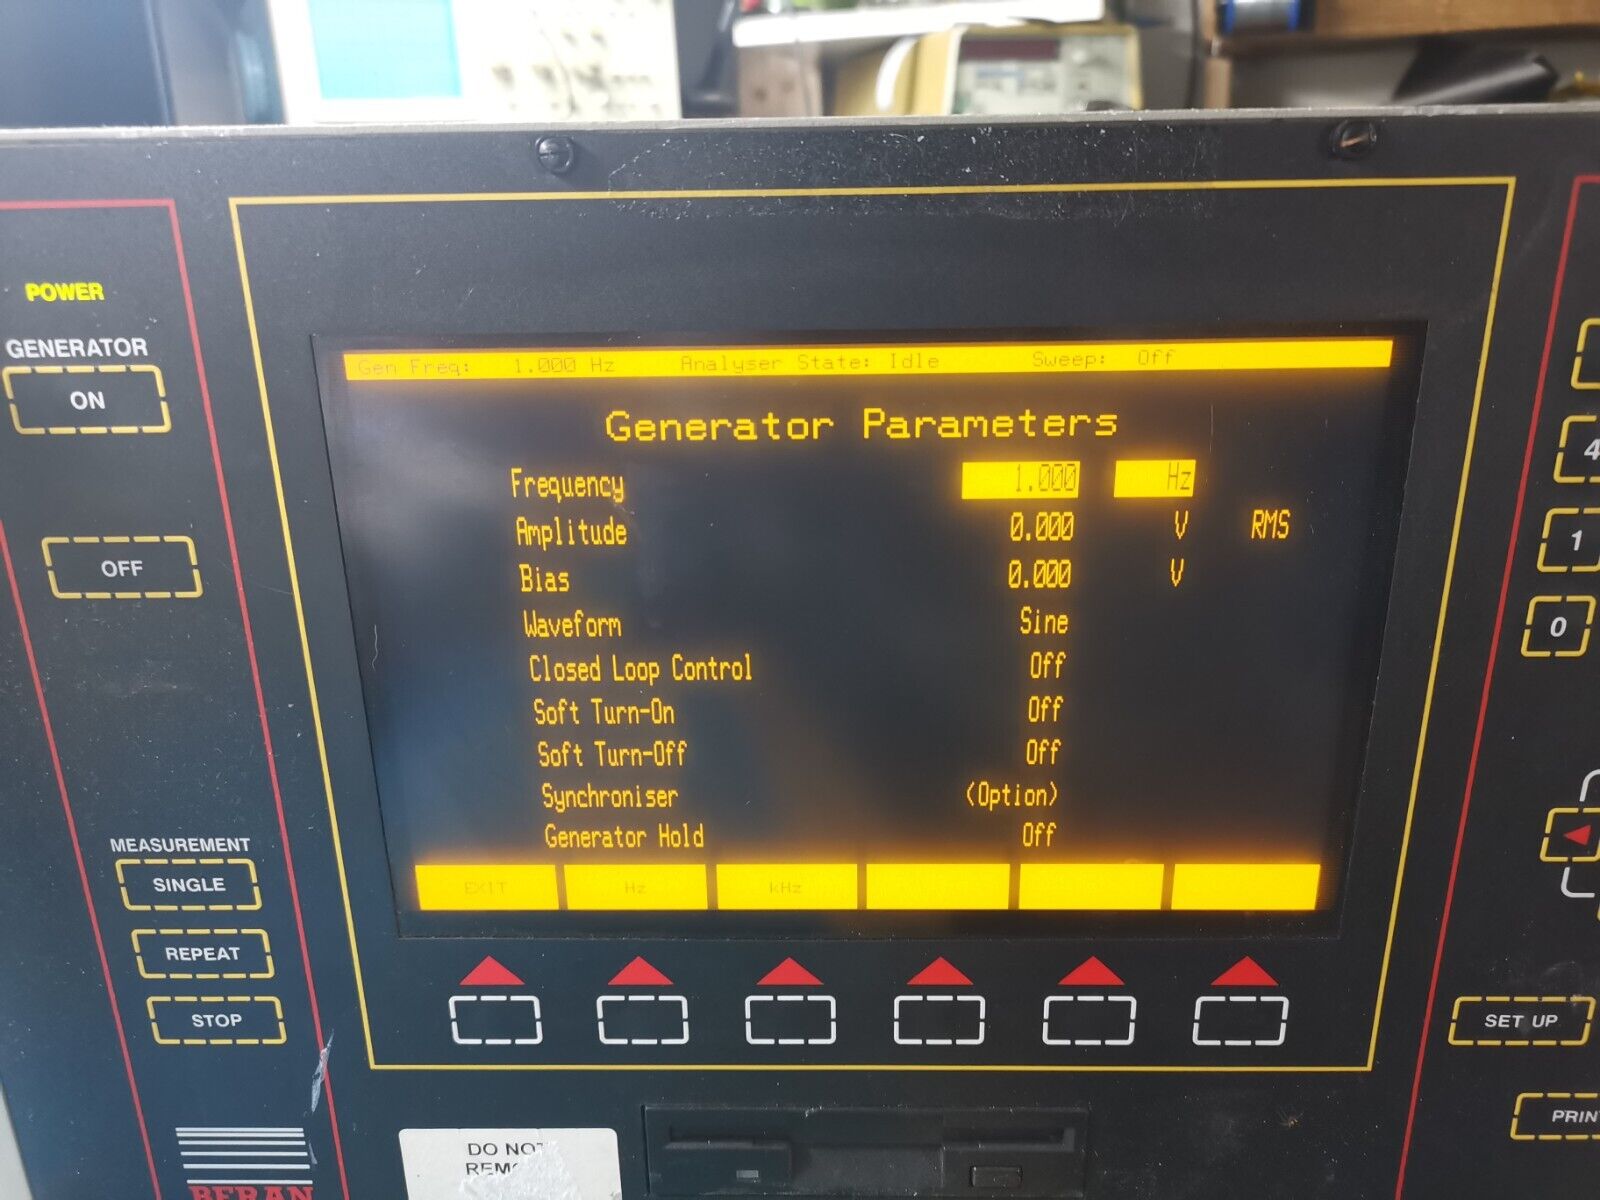 POWER
GENERATOR
ON
OFF
MEASUREMENT
SINGLE
REPEAT
STOP
BERAN
Gen Freq: 1.000 Hz Analyser State: Idle Sweep: Off
Generator Parameters
Frequency 1.000 Hz
Amplitude 0.000 V RMS
Bias 0.000 V
Waveform Sine
Closed Loop Control Off
Soft Turn-On Off
Soft Turn-Off Off
Synchroniser (Option)
Generator Hold Off
EXIT Hz kHz
DO NOT
4
1
0
SET UP